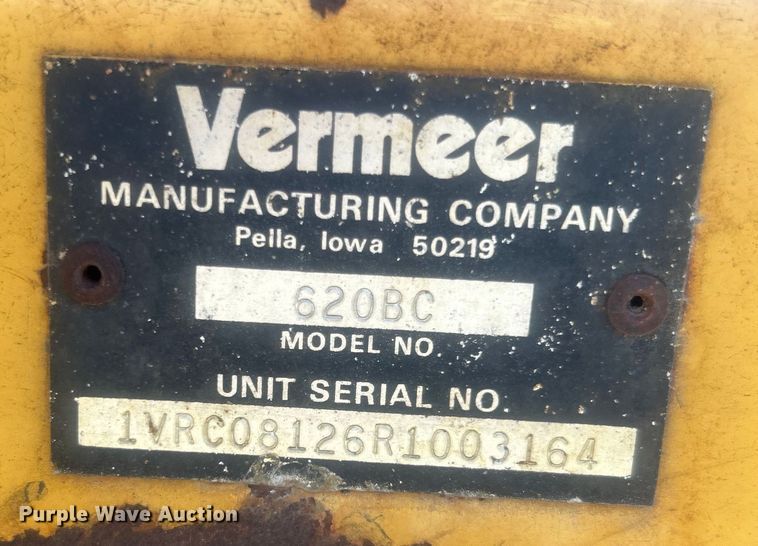 Vermeer
MANUFACTURING COMPANY
Pella, Iowa 50219
620BC
MODEL NO.
UNIT SERIAL NO.
1VRC08126R1003164
Purple Wave Auction